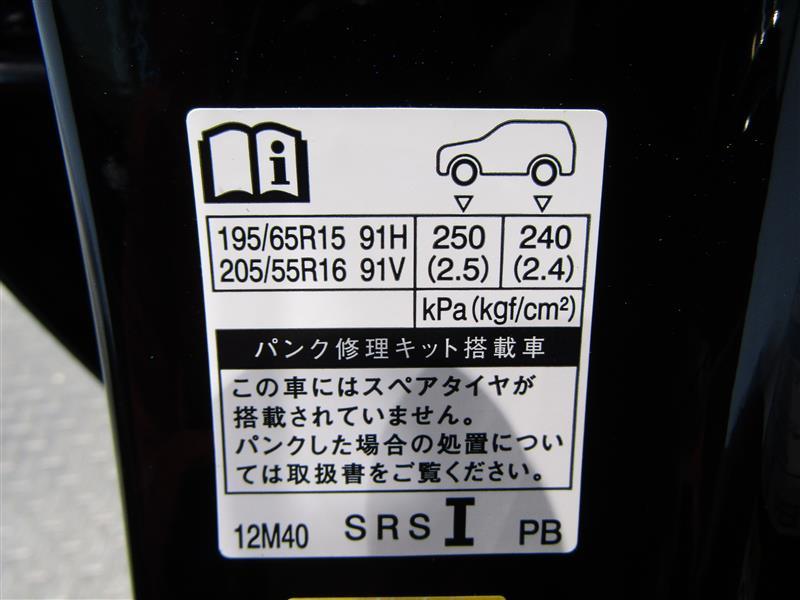 195/65R15 91H 250 240
205/55R16 91V (2.5) (2.4)
kPa(kgf/cm²)
パンク修理キット搭載車
この車にはスペアタイヤが
搭載されていません。
パンクした場合の処置につい
ては取扱書をご覧ください。
12M40 SRS I PB